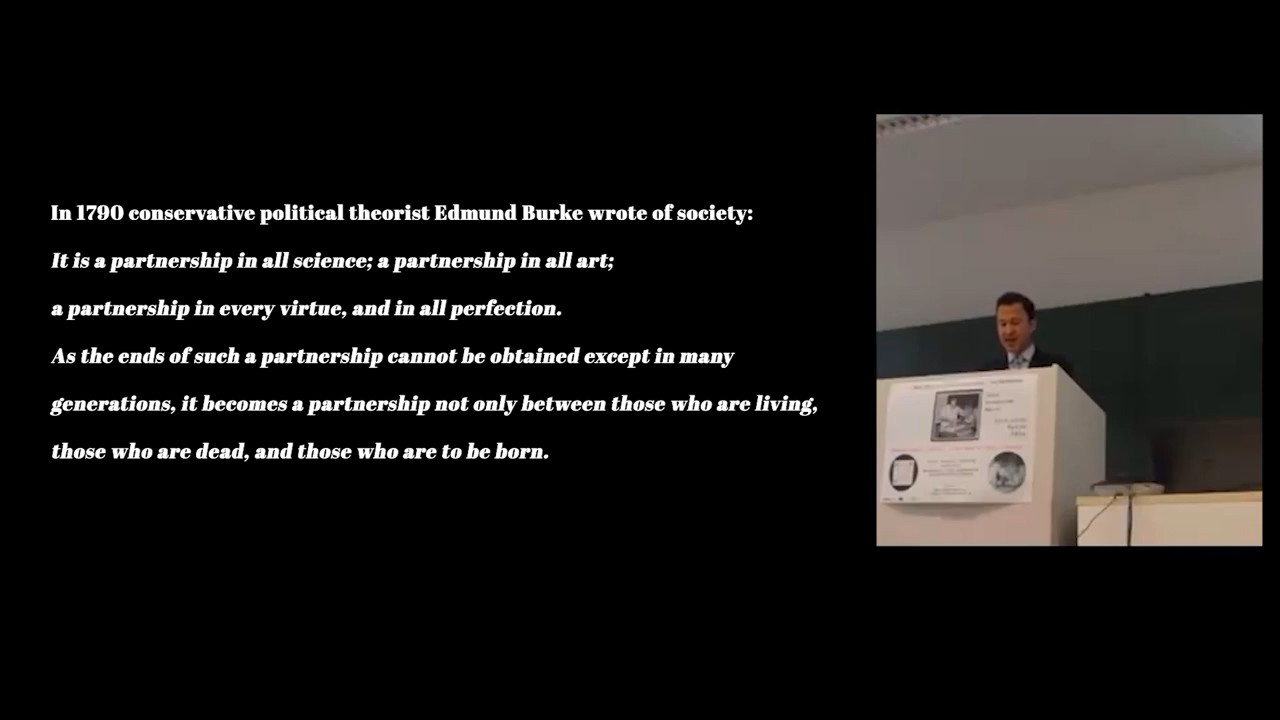 In 1790 conservative political theorist Edmund Burke wrote of society:
It is a partnership in all science; a partnership in all art;
a partnership in every virtue, and in all perfection.
As the ends of such a partnership cannot be obtained except in many
generations, it becomes a partnership not only between those who are living,
those who are dead, and those who are to be born.